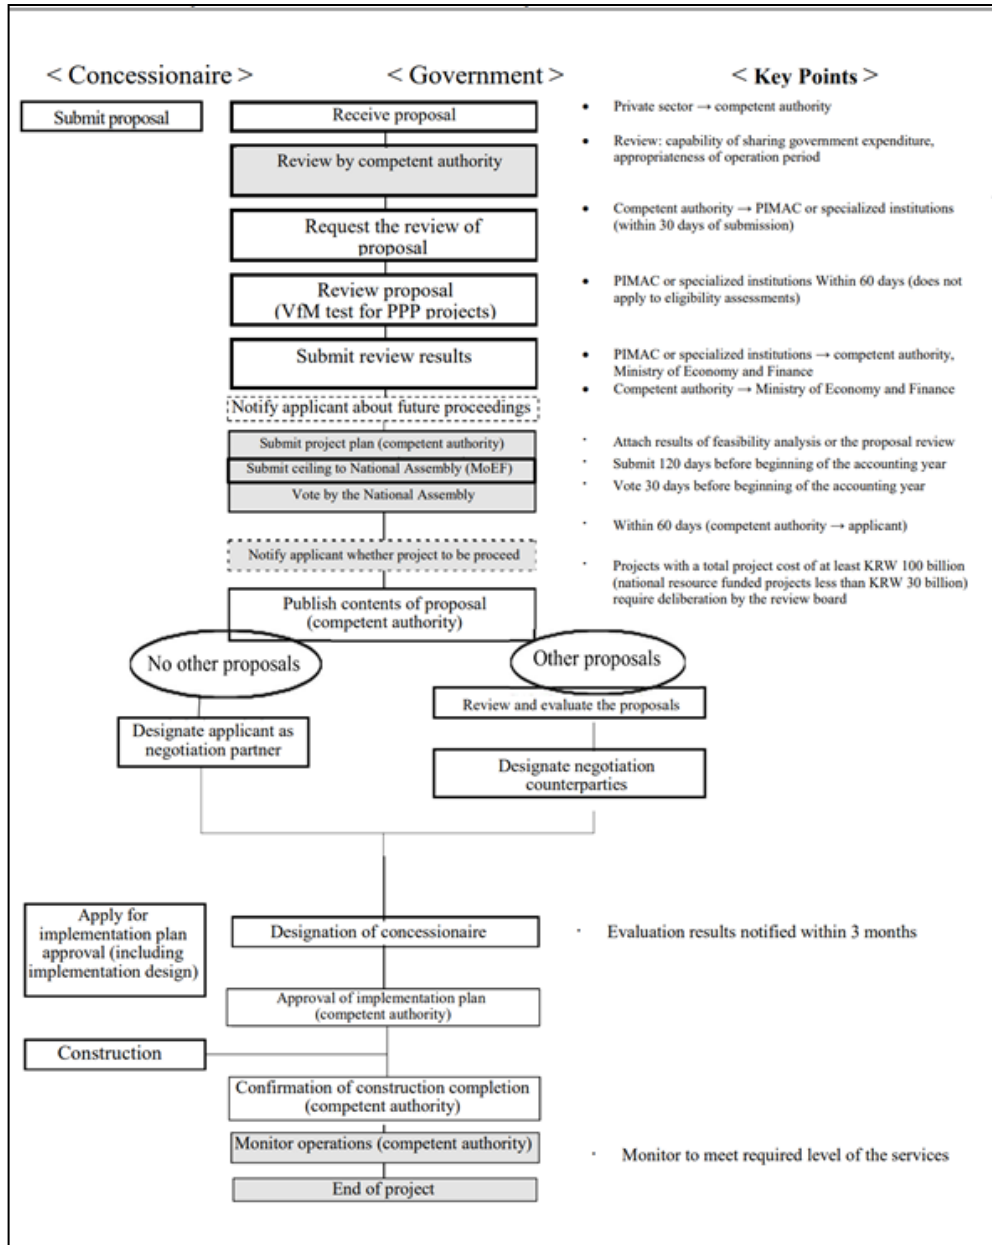 < Concessionaire >
< Government >
< Key Points >
Submit proposal
Receive proposal
• Private sector → competent authority
Review by competent authority
• Review: capability of sharing government expenditure,
appropriateness of operation period
Request the review of
proposal
• Competent authority → PIMAC or specialized institutions
(within 30 days of submission)
Review proposal
(VfM test for PPP projects)
• PIMAC or specialized institutions Within 60 days (does not
apply to eligibility assessments)
Submit review results
• PIMAC or specialized institutions → competent authority,
Ministry of Economy and Finance
• Competent authority → Ministry of Economy and Finance
Notify applicant about future proceedings
Submit project plan (competent authority)
· Attach results of feasibility analysis or the proposal review
Submit ceiling to National Assembly (MoEF)
· Submit 120 days before beginning of the accounting year
Vote by the National Assembly
· Vote 30 days before beginning of the accounting year
· Within 60 days (competent authority → applicant)
Notify applicant whether project to be proceed
· Projects with a total project cost of at least KRW 100 billion
(national resource funded projects less than KRW 30 billion)
require deliberation by the review board
Publish contents of proposal
(competent authority)
No other proposals
Other proposals
Review and evaluate the proposals
Designate applicant as
negotiation partner
Designate negotiation
counterparties
Apply for
implementation plan
approval (including
implementation design)
Designation of concessionaire
· Evaluation results notified within 3 months
Approval of implementation plan
(competent authority)
Construction
Confirmation of construction completion
(competent authority)
Monitor operations (competent authority)
· Monitor to meet required level of the services
End of project